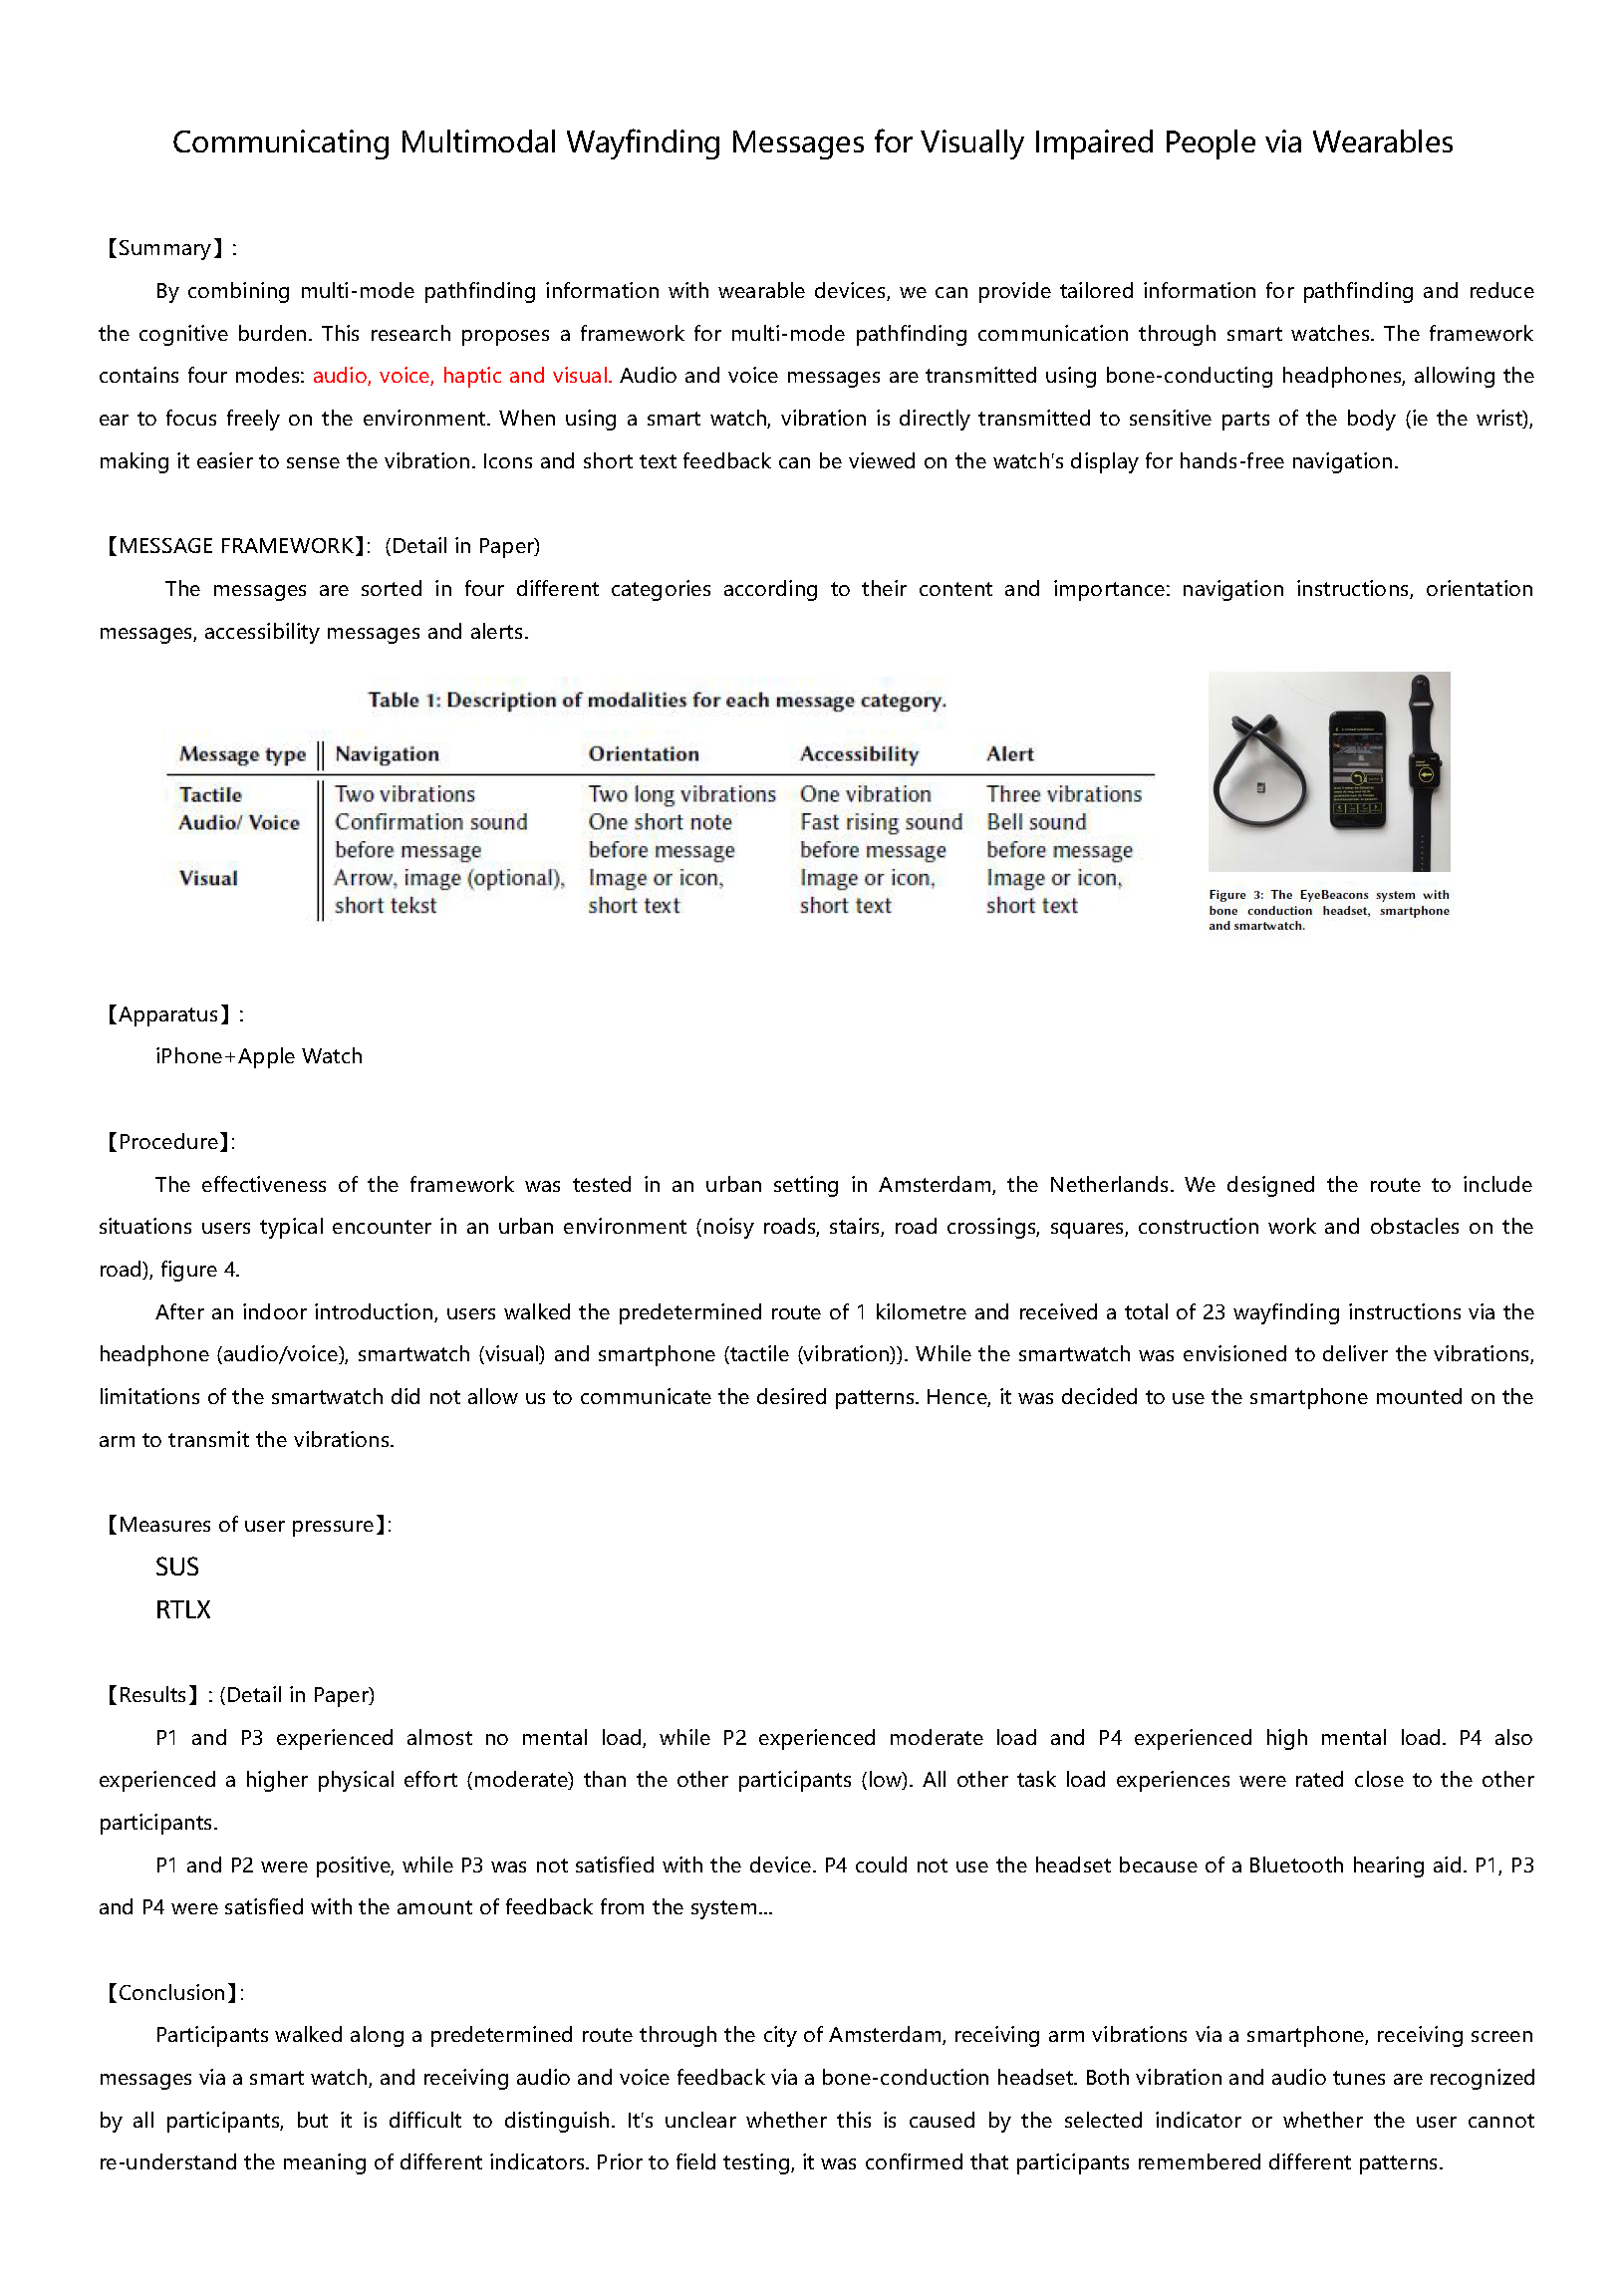 Communicating Multimodal Wayfinding Messages for Visually Impaired People via Wearables
【Summary】:
By combining multi-mode pathfinding information with wearable devices, we can provide tailored information for pathfinding and reduce
the cognitive burden. This research proposes a framework for multi-mode pathfinding communication through smart watches. The framework
contains four modes: audio, voice, haptic and visual. Audio and voice messages are transmitted using bone-conducting headphones, allowing the
ear to focus freely on the environment. When using a smart watch, vibration is directly transmitted to sensitive parts of the body (ie the wrist),
making it easier to sense the vibration. Icons and short text feedback can be viewed on the watch's display for hands-free navigation.
【MESSAGE FRAMEWORK】: (Detail in Paper)
The messages are sorted in four different categories according to their content and importance: navigation instructions, orientation
messages, accessibility messages and alerts.
Table 1: Description of modalities for each message category.
Message type Navigation Orientation Accessibility Alert
Tactile Two vibrations Two long vibrations One vibration Three vibrations
Audio/ Voice Confirmation sound One short note Fast rising sound Bell sound
before message before message before message before message
Visual Arrow, image (optional), Image or icon, Image or icon, Image or icon,
short tekst short text short text short text
Figure 3: The EyeBeacons system with
bone conduction headset, smartphone
and smartwatch.
【Apparatus】:
iPhone+Apple Watch
【Procedure】:
The effectiveness of the framework was tested in an urban setting in Amsterdam, the Netherlands. We designed the route to include
situations users typical encounter in an urban environment (noisy roads, stairs, road crossings, squares, construction work and obstacles on the
road), figure 4.
After an indoor introduction, users walked the predetermined route of 1 kilometre and received a total of 23 wayfinding instructions via the
headphone (audio/voice), smartwatch (visual) and smartphone (tactile (vibration)). While the smartwatch was envisioned to deliver the vibrations,
limitations of the smartwatch did not allow us to communicate the desired patterns. Hence, it was decided to use the smartphone mounted on the
arm to transmit the vibrations.
【Measures of user pressure】:
SUS
RTLX
【Results】: (Detail in Paper)
P1 and P3 experienced almost no mental load, while P2 experienced moderate load and P4 experienced high mental load. P4 also
experienced a higher physical effort (moderate) than the other participants (low). All other task load experiences were rated close to the other
participants.
P1 and P2 were positive, while P3 was not satisfied with the device. P4 could not use the headset because of a Bluetooth hearing aid. P1, P3
and P4 were satisfied with the amount of feedback from the system...
【Conclusion】:
Participants walked along a predetermined route through the city of Amsterdam, receiving arm vibrations via a smartphone, receiving screen
messages via a smart watch, and receiving audio and voice feedback via a bone-conduction headset. Both vibration and audio tunes are recognized
by all participants, but it is difficult to distinguish. It's unclear whether this is caused by the selected indicator or whether the user cannot
re-understand the meaning of different indicators. Prior to field testing, it was confirmed that participants remembered different patterns.